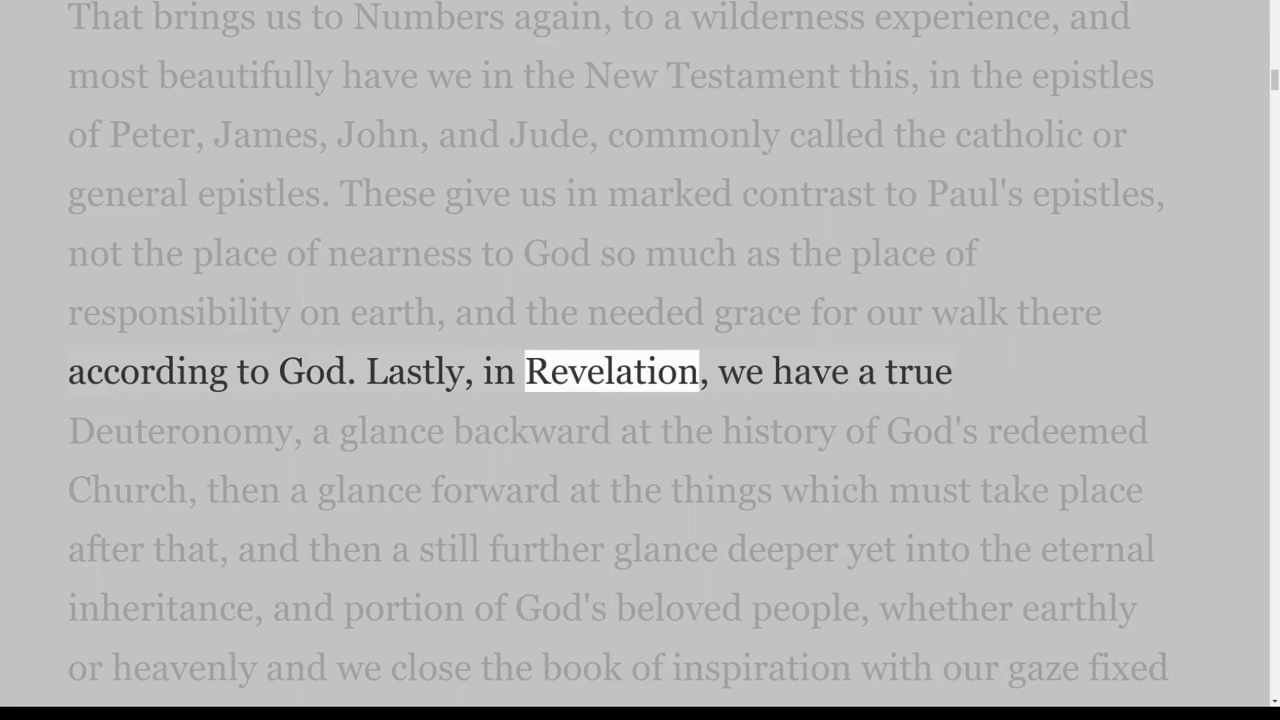 That brings us to Numbers again, to a wilderness experience, and
most beautifully have we in the New Testament this, in the epistles
of Peter, James, John, and Jude, commonly called the catholic or
general epistles. These give us in marked contrast to Paul's epistles,
not the place of nearness to God so much as the place of
responsibility on earth, and the needed grace for our walk there
according to God. Lastly, in Revelation, we have a true
Deuteronomy, a glance backward at the history of God's redeemed
Church, then a glance forward at the things which must take place
after that, and then a still further glance deeper yet into the eternal
inheritance, and portion of God's beloved people, whether earthly
or heavenly and we close the book of inspiration with our gaze fixed